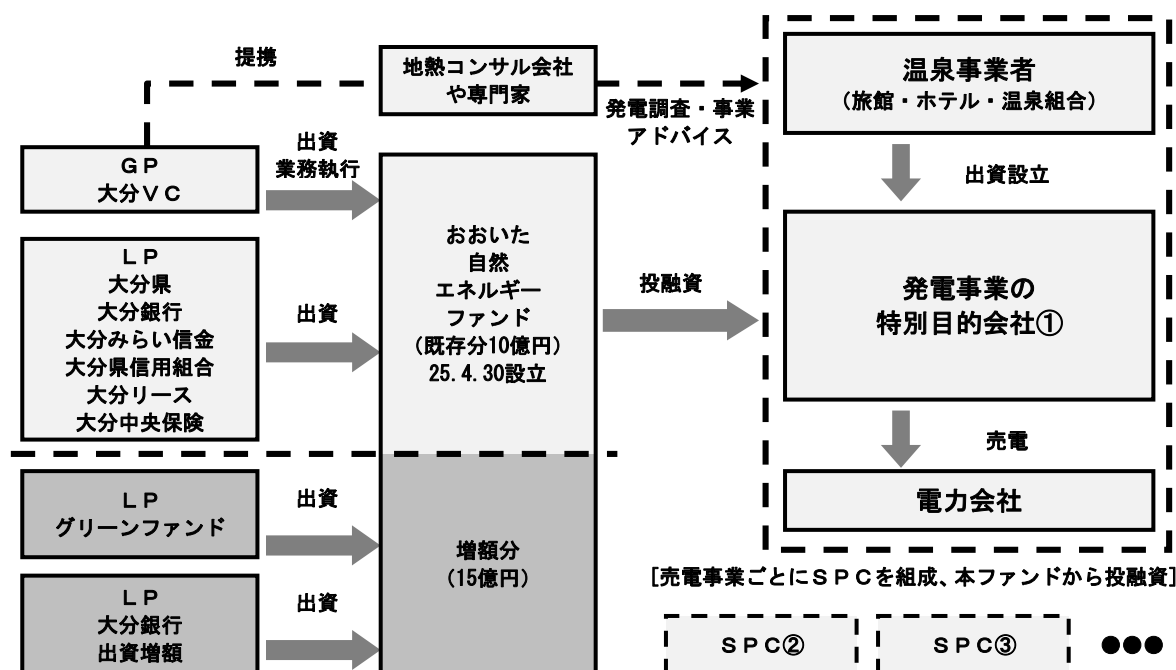 提携
地熱コンサル会社
や専門家
発電調査・事業
アドバイス
温泉事業者
(旅館・ホテル・温泉組合)
出資設立
ＧＰ
大分ＶＣ
出資
業務執行
ＬＰ
大分県
大分銀行
大分みらい信金
大分県信用組合
大分リース
大分中央保険
出資
おおいた
自然
エネルギー
ファンド
(既存分10億円)
25.4.30設立
投融資
発電事業の
特別目的会社①
売電
電力会社
ＬＰ
グリーンファンド
出資
増額分
(15億円)
ＬＰ
大分銀行
出資増額
出資
[売電事業ごとにＳＰＣを組成、本ファンドから投融資]
ＳＰＣ②
ＳＰＣ③
●●●